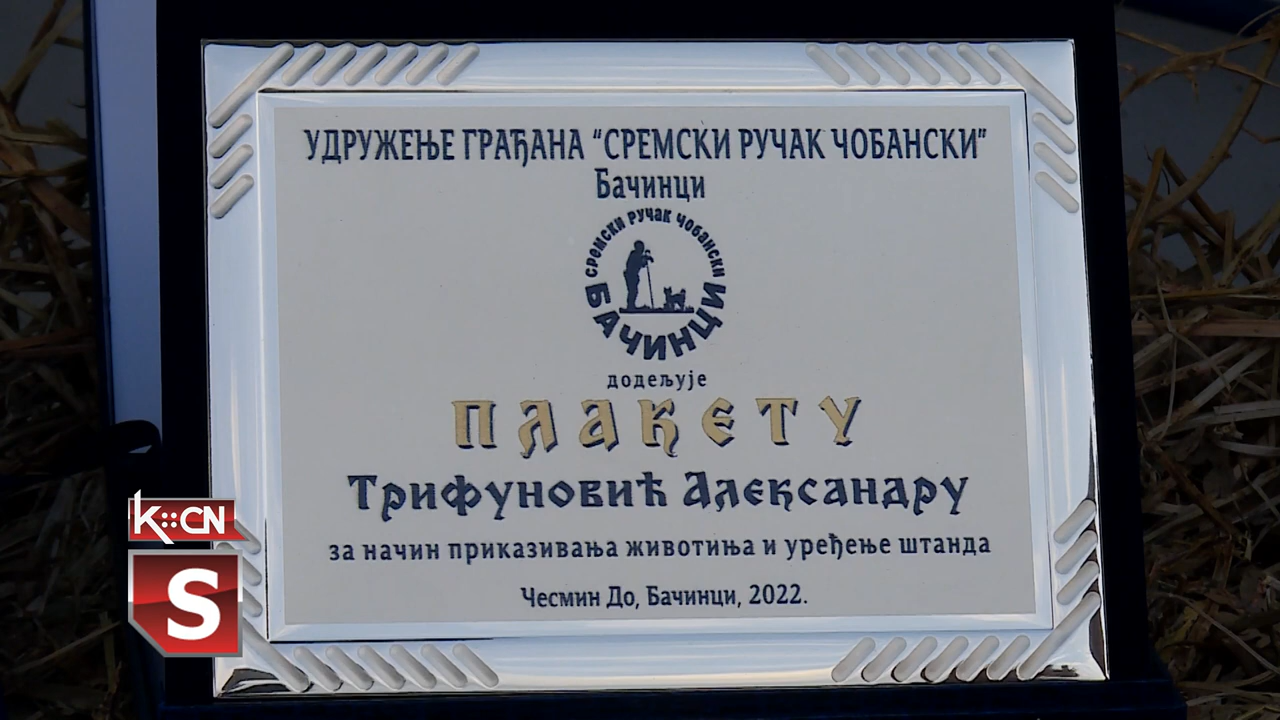 УДРУЖЕЊЕ ГРАЂАНА "СРЕМСКИ РУЧАК ЧОБАНСКИ"
Бачинци
СРЕМСКИ РУЧАК ЧОБАНСКИ
БАЧИНЦИ
додељује
ПЛАКЕТУ
Трифуновић Александру
за начин приказивања животиња и уређење штанда
Чесмин До, Бачинци, 2022.
K::CN
S